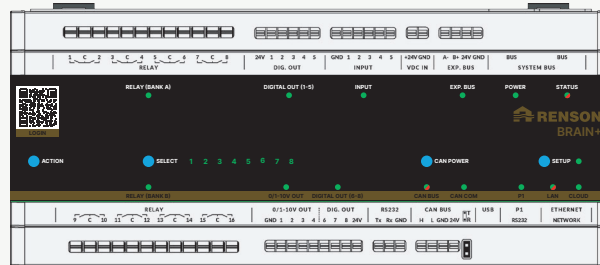 1 C 2 3 C 4 5 C 6 7 C 8 24V 1 2 3 4 5 GND 1 2 3 4 5 +24V GND A- B+ 24V GND BUS BUS
RELAY DIG. OUT INPUT VDC IN EXP. BUS SYSTEM BUS
RELAY (BANK A) DIGITAL OUT (1-5) INPUT EXP. BUS POWER STATUS
LOGIN
RENSON
BRAIN+
ACTION SELECT 1 2 3 4 5 6 7 8 CAN POWER SETUP
RELAY (BANK B) 0/1-10V OUT DIGITAL OUT (6-8) CAN BUS CAN COM P1 LAN CLOUD
RELAY 0/1-10V OUT DIG. OUT RS232 CAN BUS USB P1 ETHERNET
9 C 10 11 C 12 13 C 14 15 C 16 GND 1 2 3 4 6 7 8 24V Tx Rx GND H L GND 24V RT RS232 NETWORK